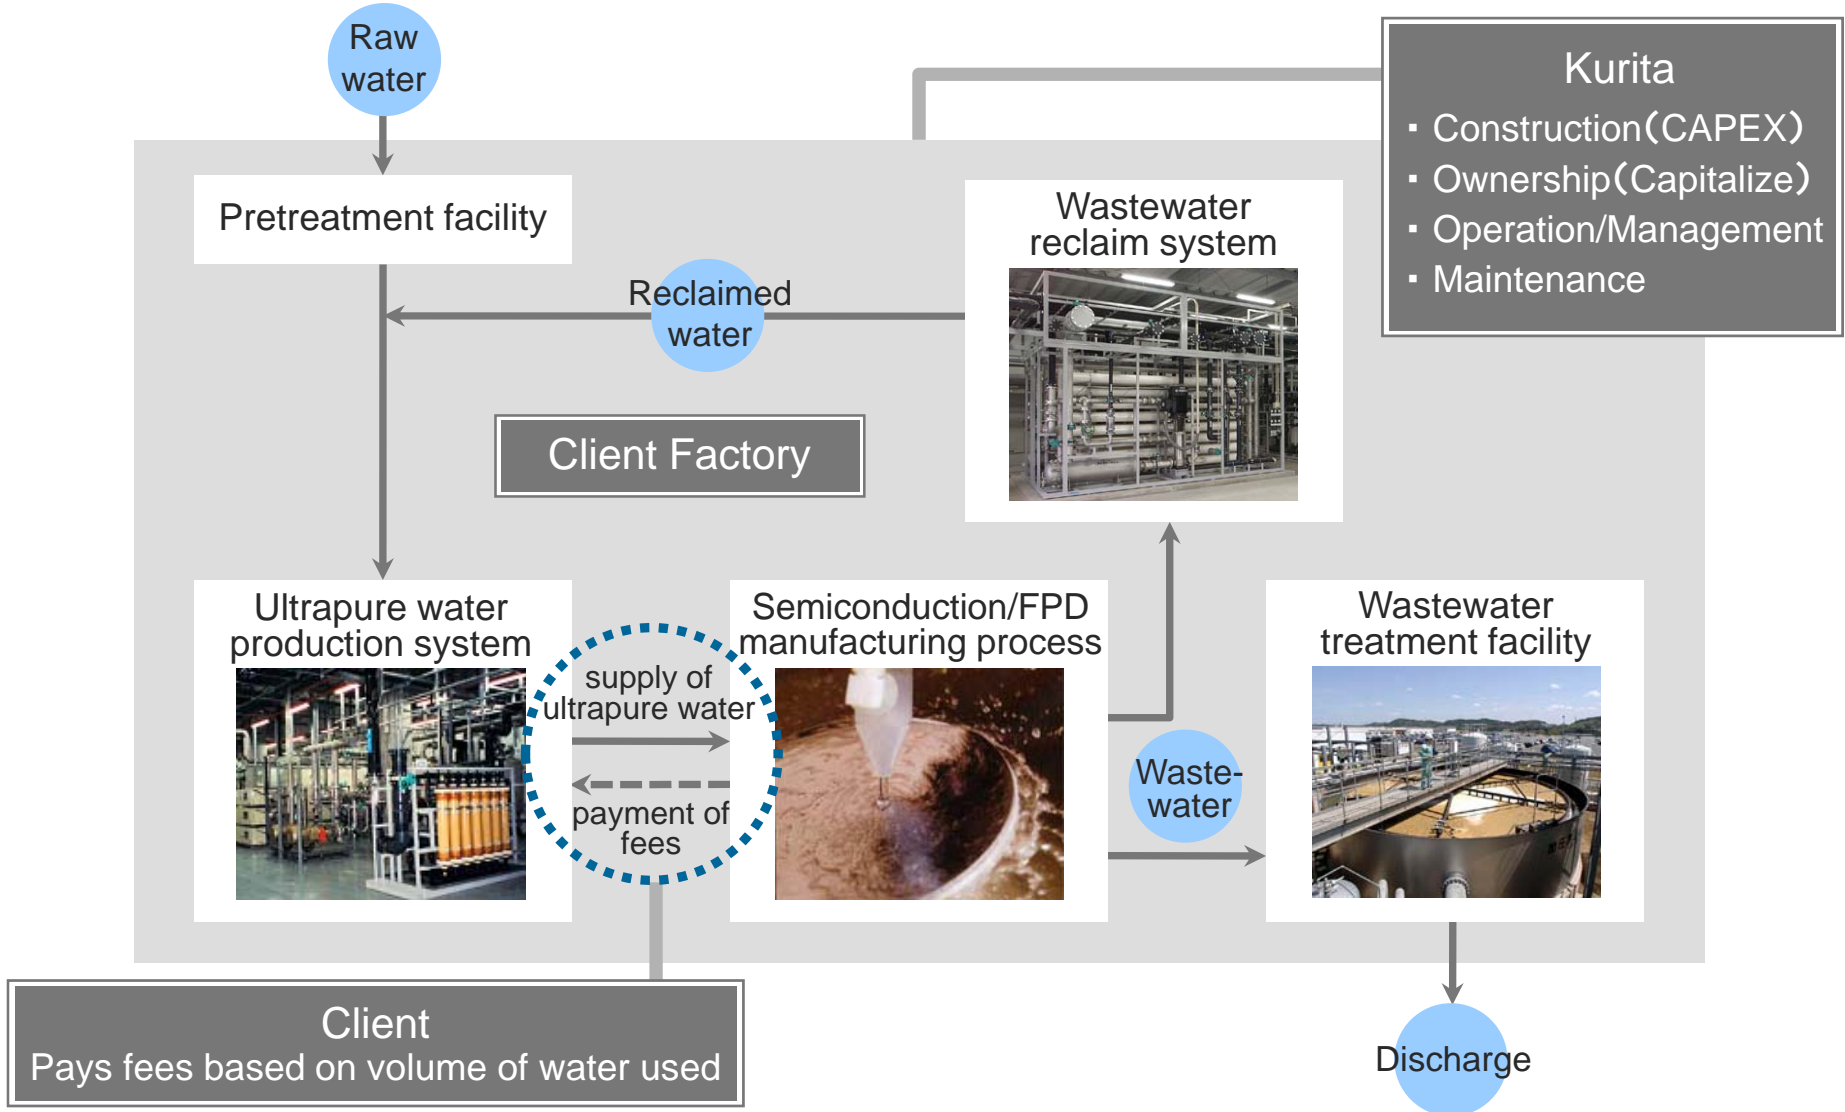 Raw
water
Kurita
・Construction(CAPEX)
・Ownership(Capitalize)
・Operation/Management
・Maintenance
Pretreatment facility
Wastewater
reclaim system
Reclaimed
water
Client Factory
Ultrapure water
production system
supply of
ultrapure water
payment of
fees
Semiconduction/FPD
manufacturing process
Waste-
water
Wastewater
treatment facility
Client
Pays fees based on volume of water used
Discharge